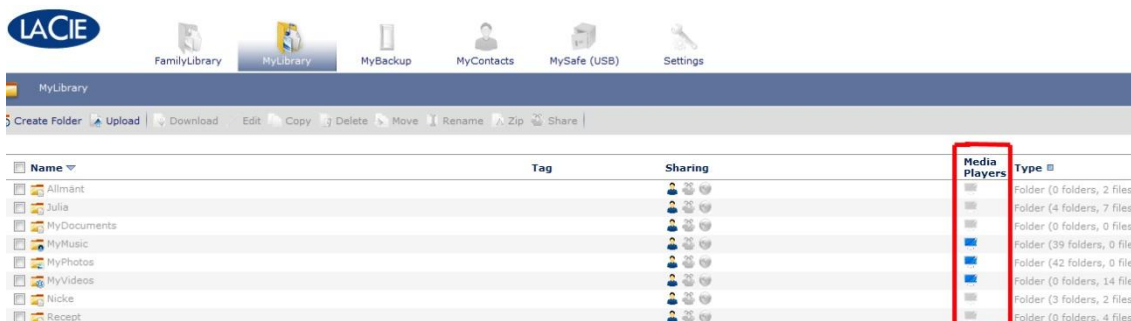 LACIE
FamilyLibrary MyLibrary MyBackup MyContacts MySafe (USB) Settings
MyLibrary
Create Folder Upload Download Edit Copy Delete Move Rename Zip Share
Name Tag Sharing Media Players Type
Allmänt Folder (0 folders, 2 files
Julia Folder (4 folders, 7 files
MyDocuments Folder (0 folders, 0 files
MyMusic Folder (39 folders, 0 file
MyPhotos Folder (42 folders, 0 file
MyVideos Folder (0 folders, 14 file
Nicke Folder (3 folders, 2 files
Recept Folder (0 folders, 4 files